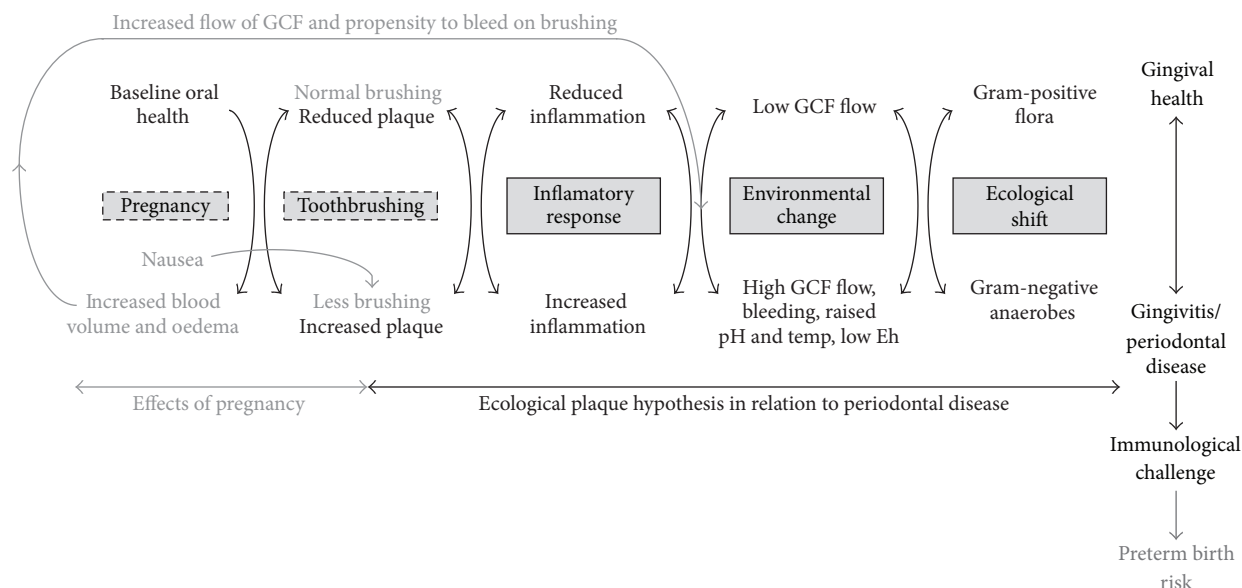 Increased flow of GCF and propensity to bleed on brushing
Baseline oral
health
Normal brushing
Reduced plaque
Reduced
inflammation
Low GCF flow
Gram-positive
flora
Gingival
health
Pregnancy
Toothbrushing
Inflamatory
response
Environmental
change
Ecological
shift
Nausea
Increased blood
volume and oedema
Less brushing
Increased plaque
Increased
inflammation
High GCF flow,
bleeding, raised
pH and temp, low Eh
Gram-negative
anaerobes
Gingivitis/
periodontal
disease
Effects of pregnancy
Ecological plaque hypothesis in relation to periodontal disease
Immunological
challenge
Preterm birth
risk